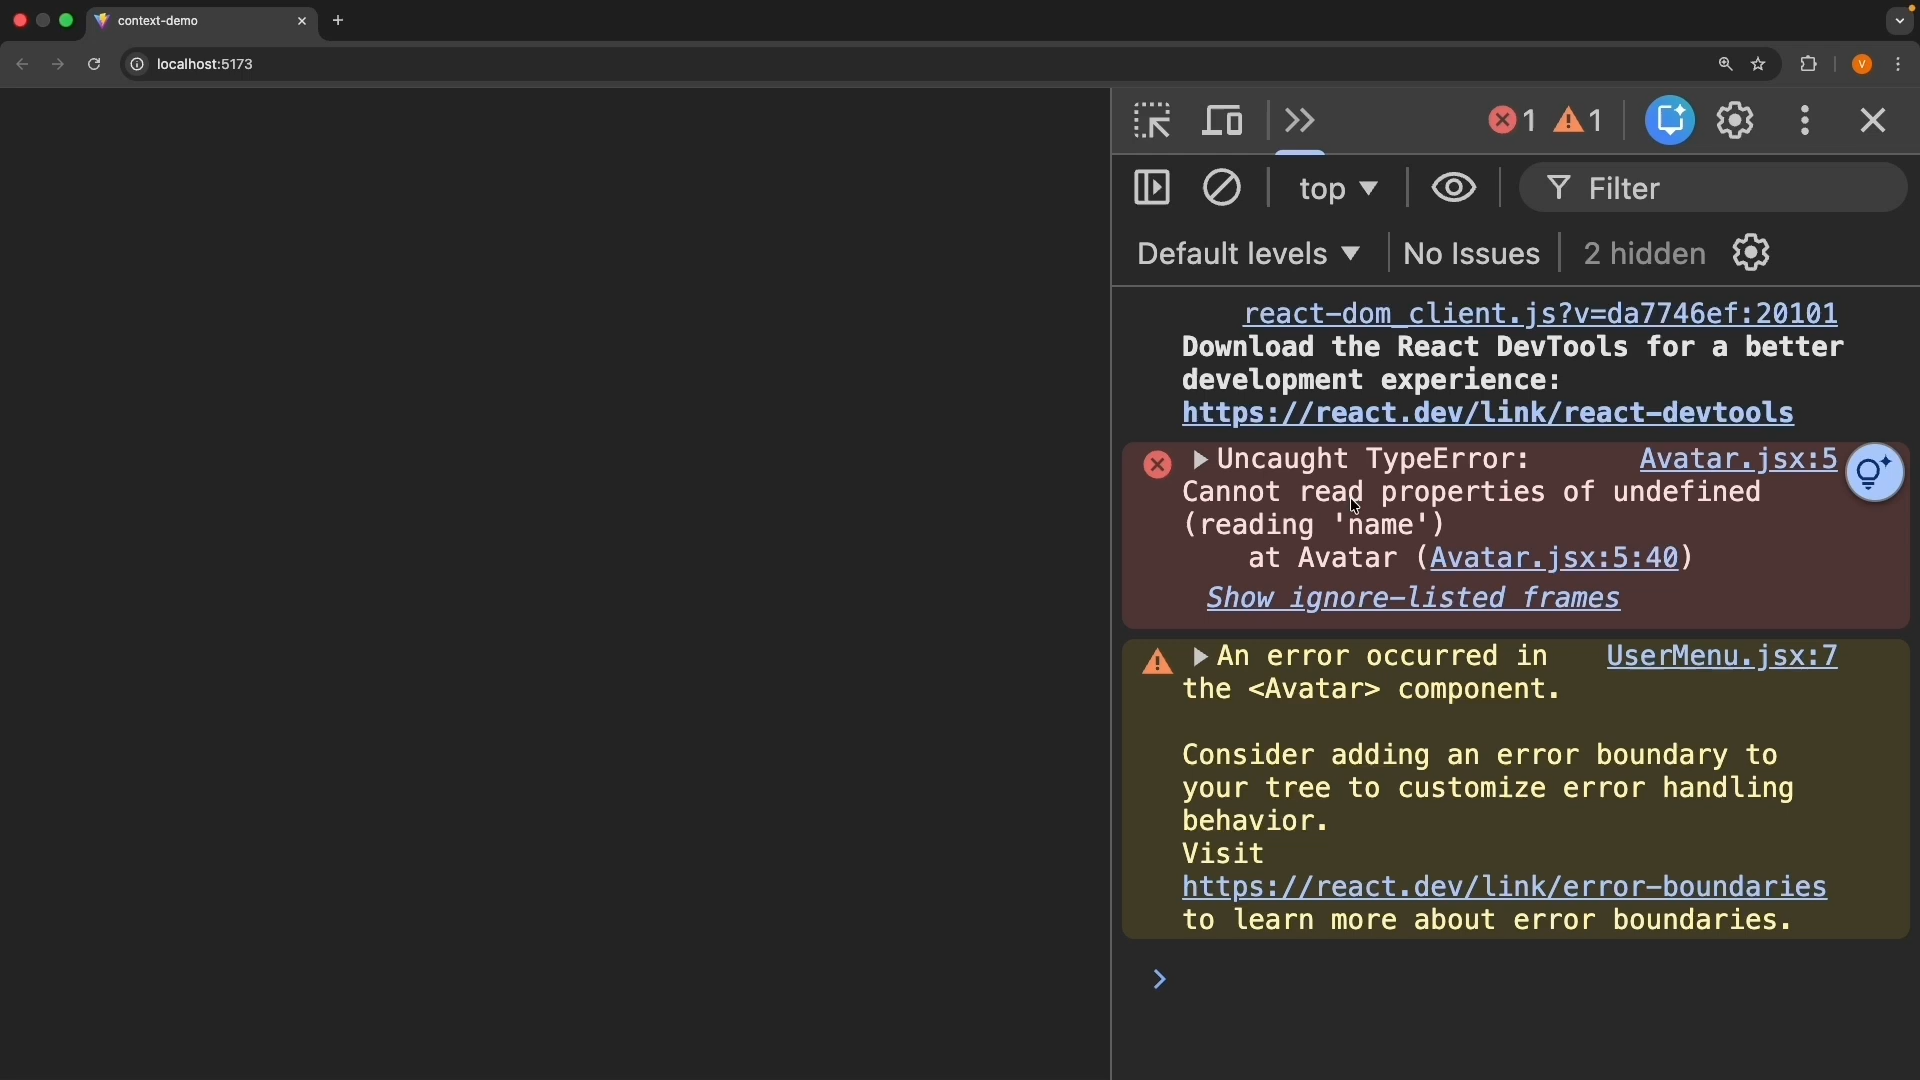 context-demo
localhost:5173
V
1 1
top
Filter
Default levels
No Issues
2 hidden
react-dom_client.js?v=da7746ef:20101
Download the React DevTools for a better
development experience:
https://react.dev/link/react-devtools
Uncaught TypeError: Avatar.jsx:5
Cannot read properties of undefined
(reading 'name')
at Avatar (Avatar.jsx:5:40)
Show ignore-listed frames
An error occurred in UserMenu.jsx:7
the <Avatar> component.
Consider adding an error boundary to
your tree to customize error handling
behavior.
Visit
https://react.dev/link/error-boundaries
to learn more about error boundaries.